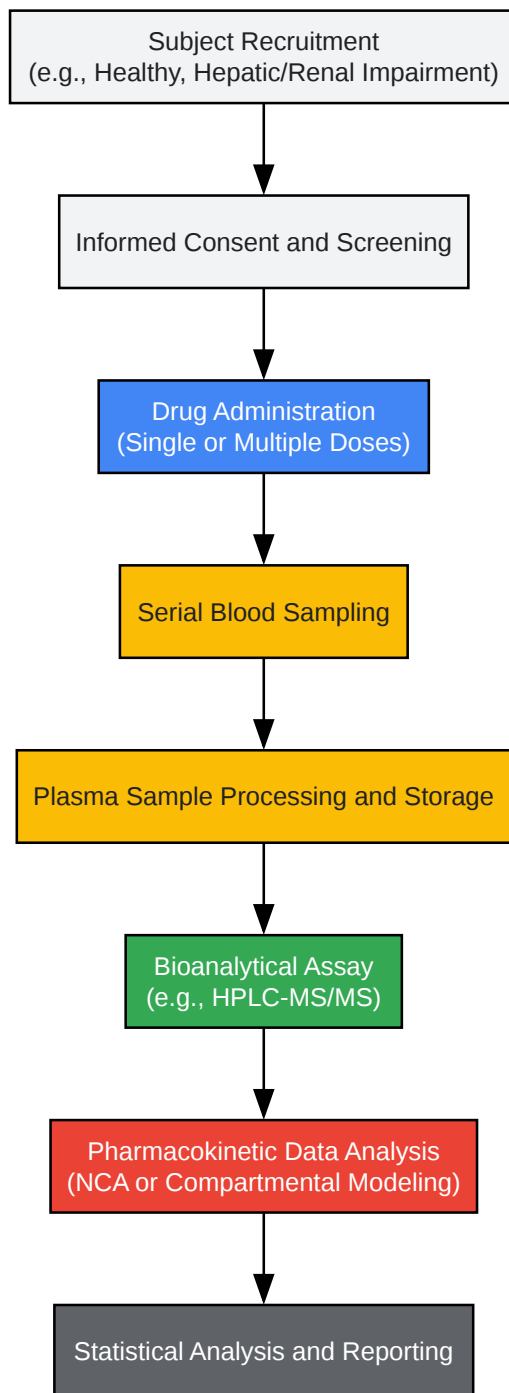 Subject Recruitment
(e.g., Healthy, Hepatic/Renal Impairment)
Informed Consent and Screening
Drug Administration
(Single or Multiple Doses)
Serial Blood Sampling
Plasma Sample Processing and Storage
Bioanalytical Assay
(e.g., HPLC-MS/MS)
Pharmacokinetic Data Analysis
(NCA or Compartmental Modeling)
Statistical Analysis and Reporting